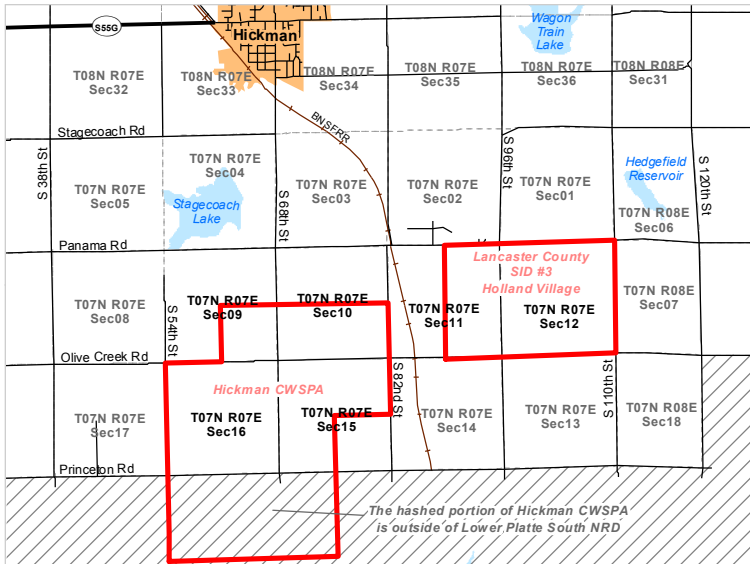 S55G
Hickman
Wagon
Train
Lake
T08N R07E
Sec32
T08N R07E
Sec33
T08N R07E
Sec34
T08N R07E
Sec35
T08N R07E
Sec36
T08N R08E
Sec31
BNSFRR
Stagecoach Rd
S 38th St
T07N R07E
Sec05
T07N R07E
Sec04
Stagecoach
Lake
S 68th St
T07N R07E
Sec03
T07N R07E
Sec02
S 96th St
T07N R07E
Sec01
Hedgefield
Reservoir
T07N R08E
Sec06
S 120th St
Panama Rd
Lancaster County
SID #3
Holland Village
T07N R07E
Sec08
S 54th St
T07N R07E
Sec09
T07N R07E
Sec10
T07N R07E
Sec11
T07N R07E
Sec12
T07N R08E
Sec07
Olive Creek Rd
Hickman CWSPA
S 82nd St
S 110th St
T07N R07E
Sec17
T07N R07E
Sec16
T07N R07E
Sec15
T07N R07E
Sec14
T07N R07E
Sec13
T07N R08E
Sec18
Princeton Rd
The hashed portion of Hickman CWSPA
is outside of Lower Platte South NRD